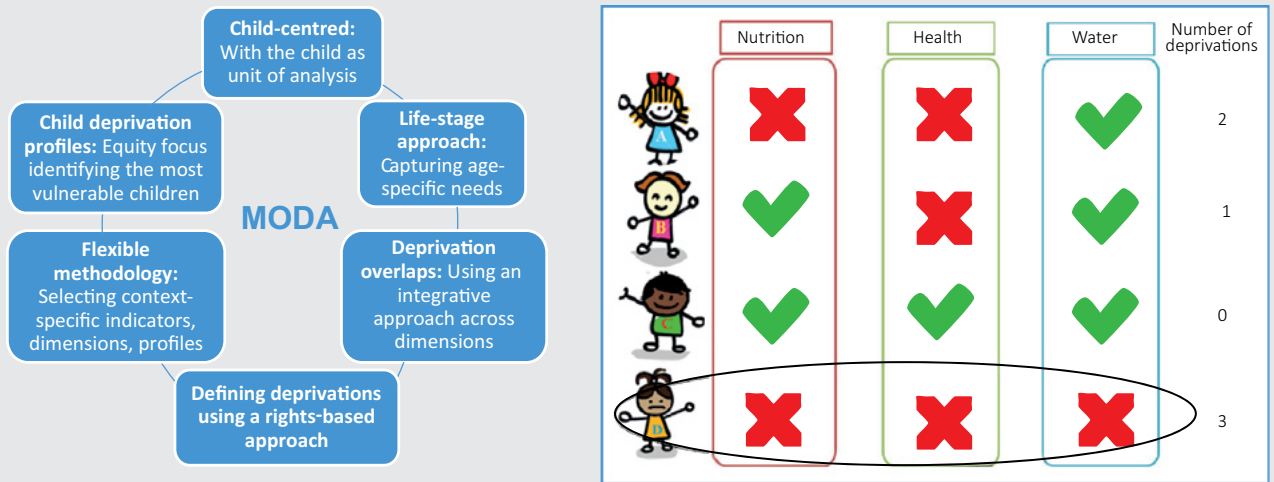 Child-centred:
With the child as
unit of analysis
Life-stage
approach:
Capturing age-
specific needs
Deprivation
overlaps: Using an
integrative
approach across
dimensions
Defining deprivations
using a rights-based
approach
Flexible
methodology:
Selecting context-
specific indicators,
dimensions, profiles
Child deprivation
profiles: Equity focus
identifying the most
vulnerable children
MODA
Nutrition
Health
Water
Number of
deprivations
A
2
B
1
C
0
D
3